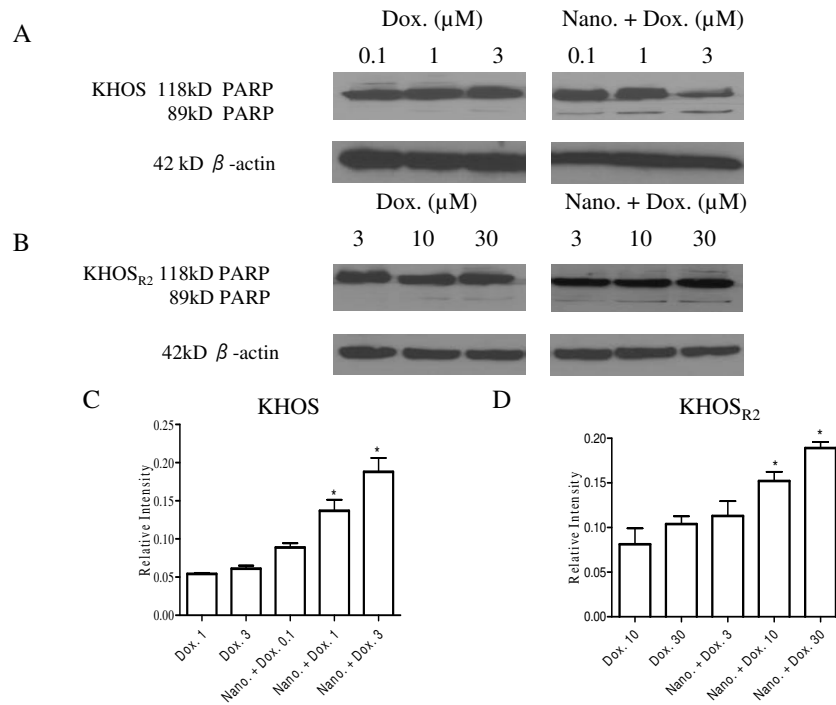 A
Dox. (µM)
Nano. + Dox. (µM)
0.1 1 3
0.1 1 3
KHOS 118kD PARP
89kD PARP
42 kD β-actin
B
Dox. (µM)
Nano. + Dox. (µM)
3 10 30
3 10 30
KHOSR2 118kD PARP
89kD PARP
42kD β-actin
C
KHOS
Relative Intensity
0.25
0.20
0.15
0.10
0.05
0.00
*
*
Dox. 1
Dox. 3
Nano. + Dox. 0.1
Nano. + Dox. 1
Nano. + Dox. 3
D
KHOSR2
Relative Intensity
0.20
0.15
0.10
0.05
0.00
*
*
Dox. 10
Dox. 30
Nano. + Dox. 3
Nano. + Dox. 10
Nano. + Dox. 30